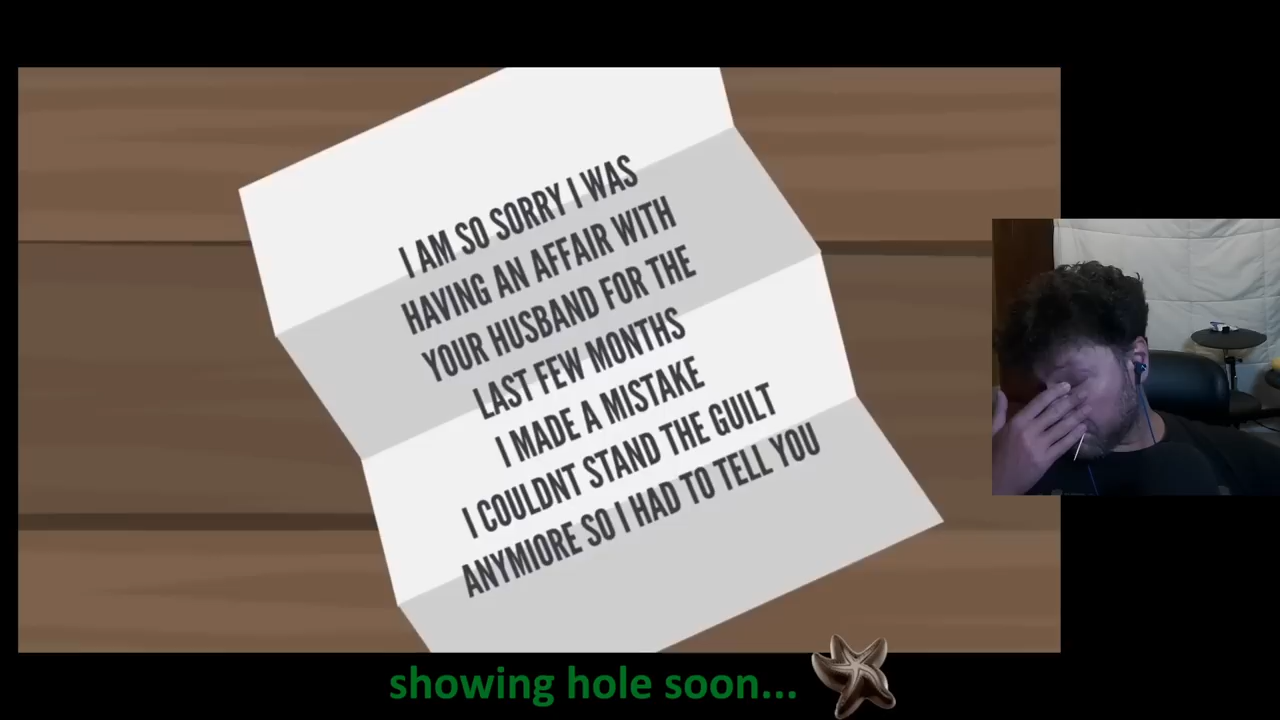 I AM SO SORRY I WAS
HAVING AN AFFAIR WITH
YOUR HUSBAND FOR THE
LAST FEW MONTHS
I MADE A MISTAKE
I COULDNT STAND THE GUILT
ANYMIORE SO I HAD TO TELL YOU
showing hole soon...